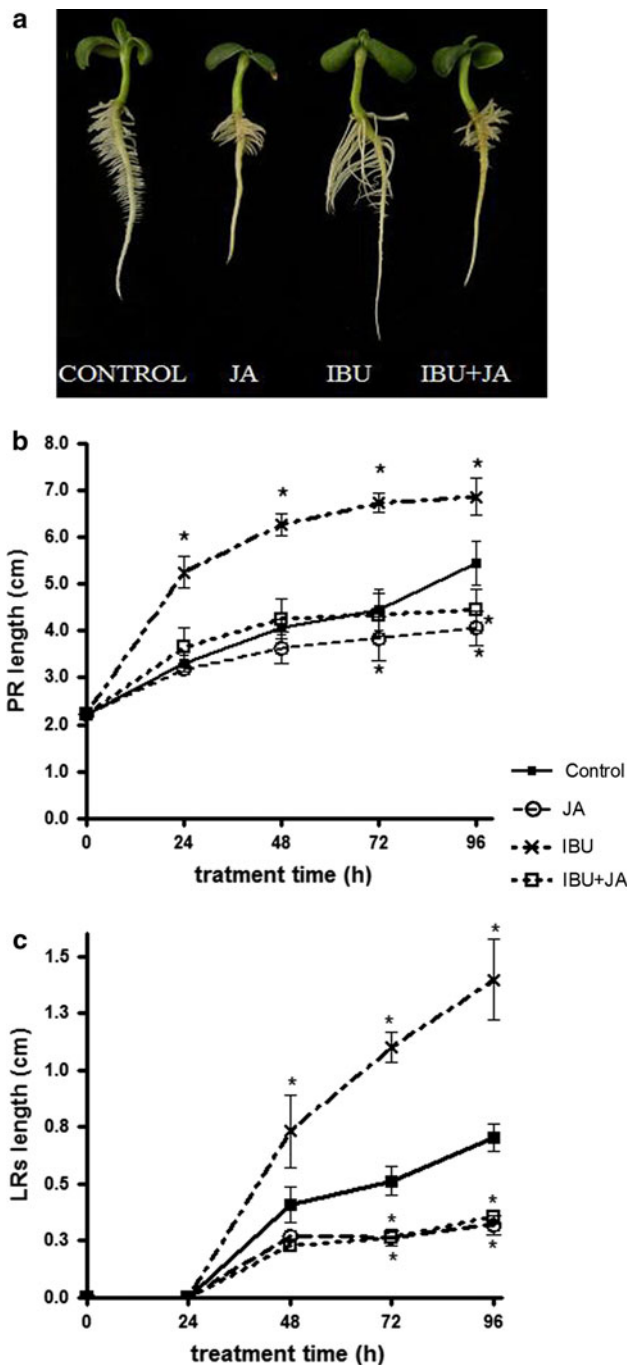 a
CONTROL JA IBU IBU+JA
b
8.0
7.0
6.0
5.0
4.0
3.0
2.0
1.0
0.0
PR length (cm)
0 24 48 72 96
tratment time (h)
* * * * * * *
Control
JA
IBU
IBU+JA
c
1.5
1.3
1.0
0.8
0.5
0.3
0.0
LRs length (cm)
0 24 48 72 96
treatment time (h)
* * * * * * *